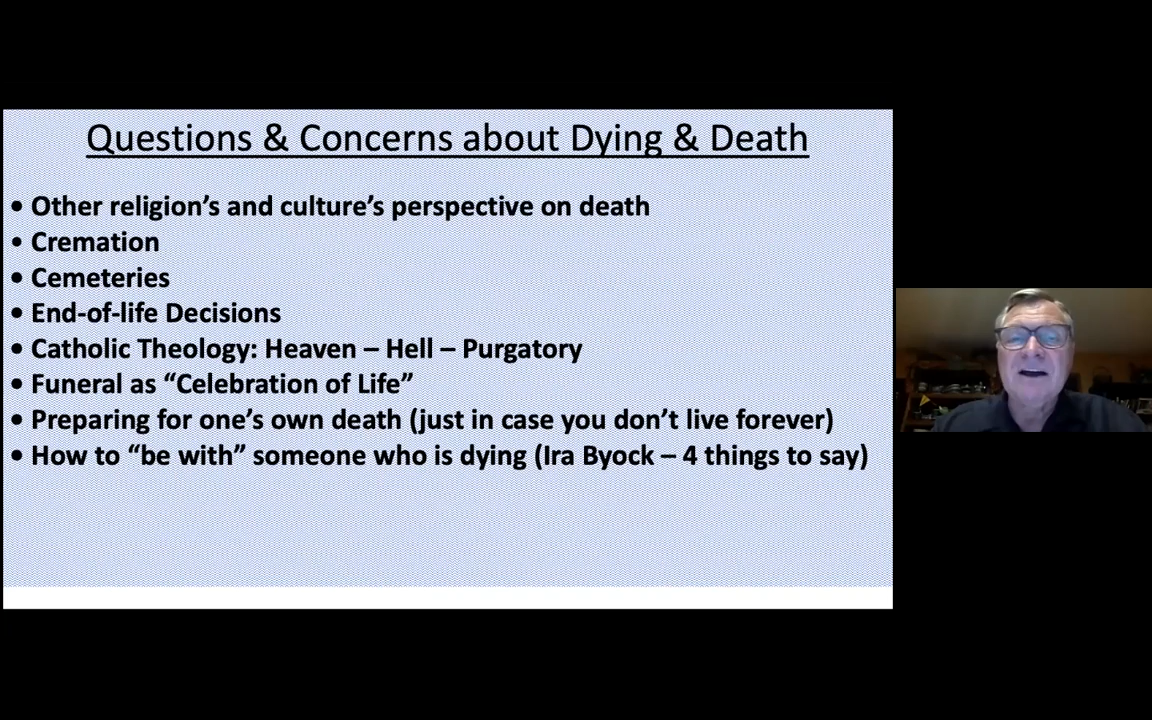 Questions & Concerns about Dying & Death
• Other religion’s and culture’s perspective on death
• Cremation
• Cemeteries
• End-of-life Decisions
• Catholic Theology: Heaven – Hell – Purgatory
• Funeral as “Celebration of Life”
• Preparing for one’s own death (just in case you don’t live forever)
• How to “be with” someone who is dying (Ira Byock – 4 things to say)